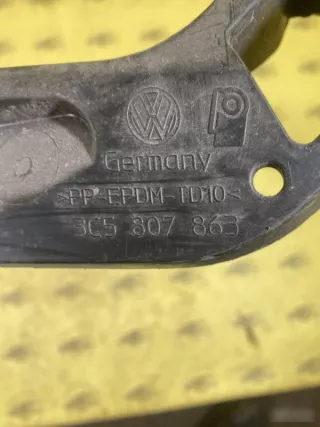 Germany
>PP-EPDM-TD10<
3C5 807 863